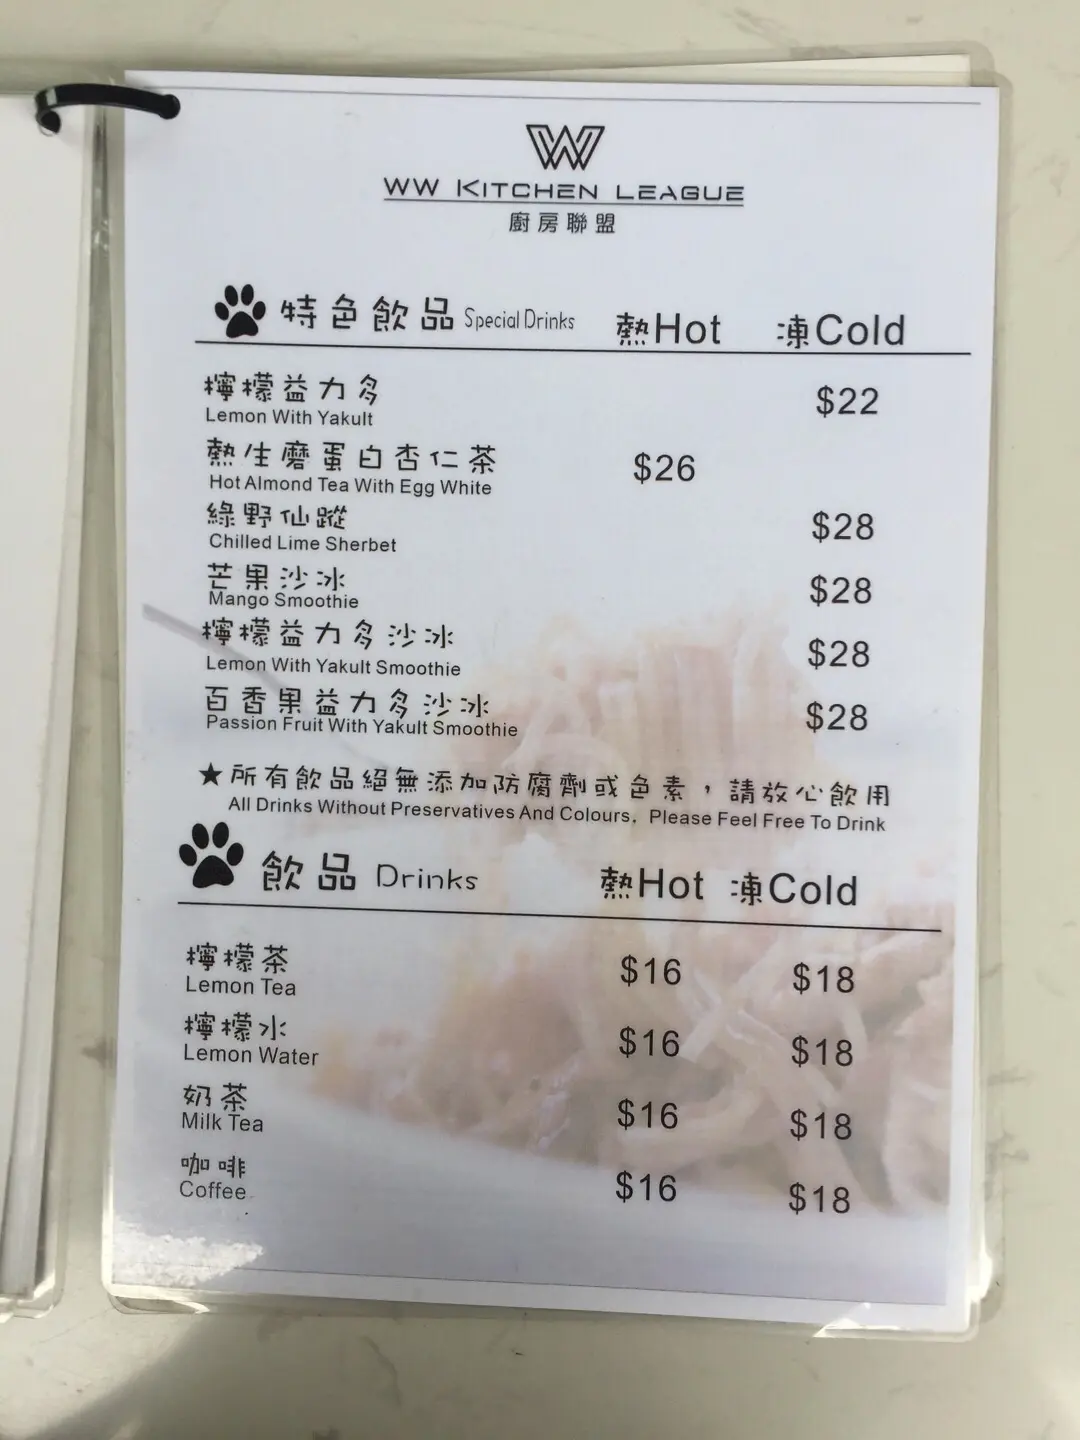 WW KITCHEN LEAGUE
廚房聯盟
特色飲品 Special Drinks 熱Hot 凍Cold
檸檬益力多 $22
Lemon With Yakult
熱生磨蛋白杏仁茶 $26
Hot Almond Tea With Egg White
綠野仙蹤 $28
Chilled Lime Sherbet
芒果沙冰 $28
Mango Smoothie
檸檬益力多沙冰 $28
Lemon With Yakult Smoothie
百香果益力多沙冰 $28
Passion Fruit With Yakult Smoothie
★所有飲品絕無添加防腐劑或色素，請放心飲用
All Drinks Without Preservatives And Colours. Please Feel Free To Drink
飲品 Drinks 熱Hot 凍Cold
檸檬茶 $16 $18
Lemon Tea
檸檬水 $16 $18
Lemon Water
奶茶 $16 $18
Milk Tea
咖啡 $16 $18
Coffee